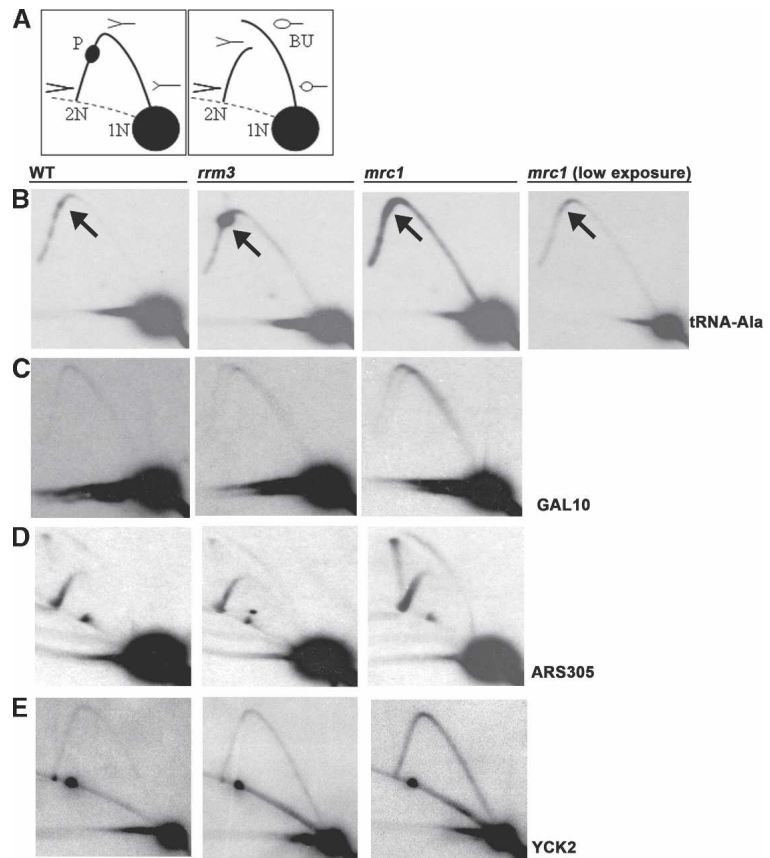 A
P
2N
1N
BU
2N
1N
WT
rrm3
mrc1
mrc1 (low exposure)
B
tRNA-Ala
C
GAL10
D
ARS305
E
YCK2